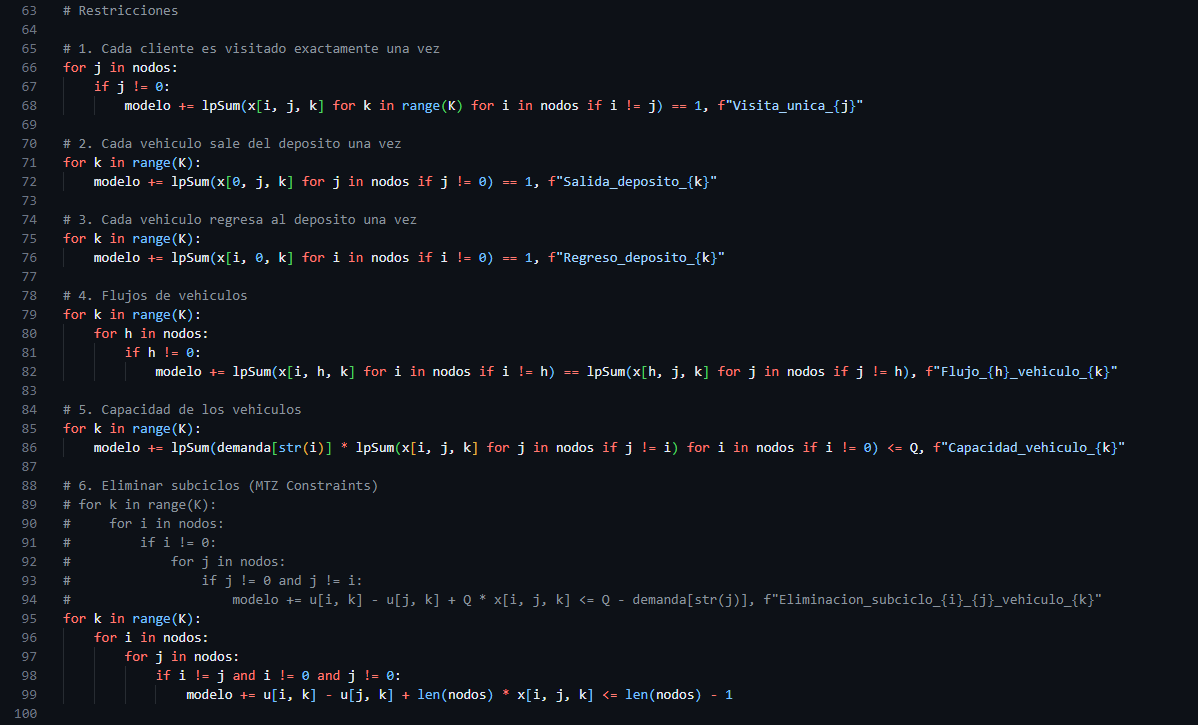 63 # Restricciones
64
65 # 1. Cada cliente es visitado exactamente una vez
66 for j in nodos:
67     if j != 0:
68         modelo += lpSum(x[i, j, k] for k in range(K) for i in nodos if i != j) == 1, f"Visita_unica_{j}"
69
70 # 2. Cada vehiculo sale del deposito una vez
71 for k in range(K):
72     modelo += lpSum(x[0, j, k] for j in nodos if j != 0) == 1, f"Salida_deposito_{k}"
73
74 # 3. Cada vehiculo regresa al deposito una vez
75 for k in range(K):
76     modelo += lpSum(x[i, 0, k] for i in nodos if i != 0) == 1, f"Regreso_deposito_{k}"
77
78 # 4. Flujos de vehiculos
79 for k in range(K):
80     for h in nodos:
81         if h != 0:
82             modelo += lpSum(x[i, h, k] for i in nodos if i != h) == lpSum(x[h, j, k] for j in nodos if j != h), f"Flujo_{h}_vehiculo_{k}"
83
84 # 5. Capacidad de los vehiculos
85 for k in range(K):
86     modelo += lpSum(demanda[str(i)] * lpSum(x[i, j, k] for j in nodos if j != i) for i in nodos if i != 0) <= Q, f"Capacidad_vehiculo_{k}"
87
88 # 6. Eliminar subciclos (MTZ Constraints)
89 # for k in range(K):
90 #     for i in nodos:
91 #         if i != 0:
92 #             for j in nodos:
93 #                 if j != 0 and j != i:
94 #                     modelo += u[i, k] - u[j, k] + Q * x[i, j, k] <= Q - demanda[str(j)], f"Eliminacion_subciclo_{i}_{j}_vehiculo_{k}"
95 for k in range(K):
96     for i in nodos:
97         for j in nodos:
98             if i != j and i != 0 and j != 0:
99                 modelo += u[i, k] - u[j, k] + len(nodos) * x[i, j, k] <= len(nodos) - 1
100